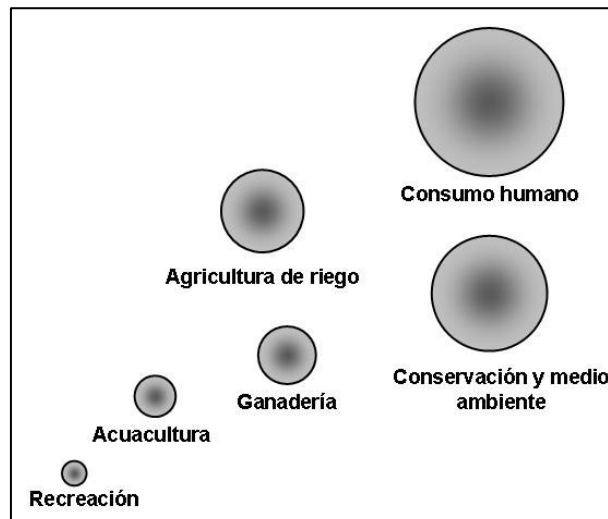 Consumo humano
Agricultura de riego
Conservación y medio
ambiente
Ganadería
Acuacultura
Recreación